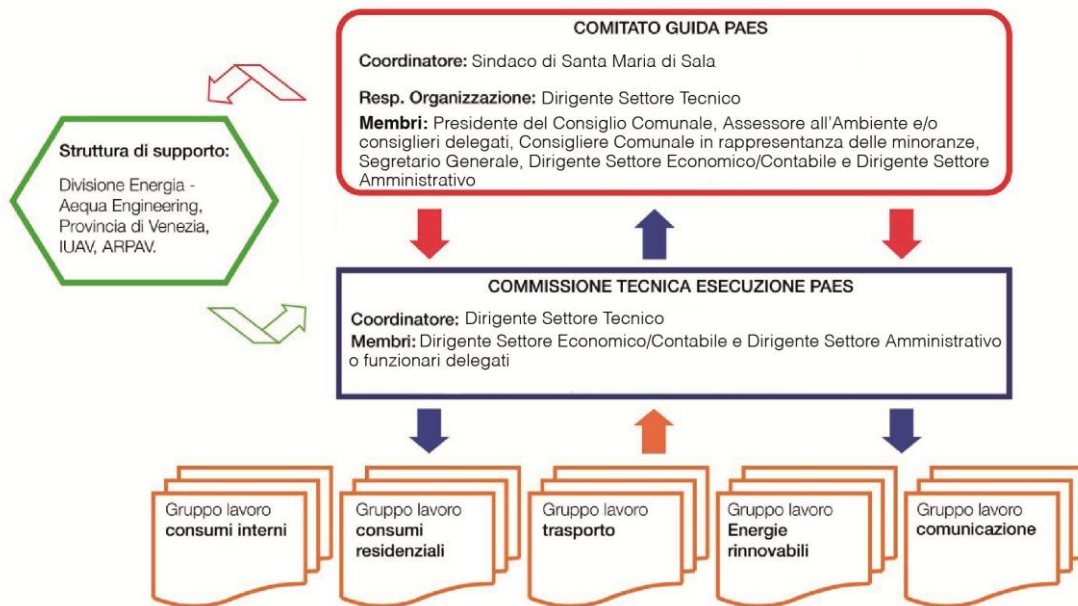 COMITATO GUIDA PAES
Coordinatore: Sindaco di Santa Maria di Sala
Resp. Organizzazione: Dirigente Settore Tecnico
Membri: Presidente del Consiglio Comunale, Assessore all'Ambiente e/o
consiglieri delegati, Consigliere Comunale in rappresentanza delle minoranze,
Segretario Generale, Dirigente Settore Economico/Contabile e Dirigente Settore
Amministrativo
Struttura di supporto:
Divisione Energia -
Aequa Engineering,
Provincia di Venezia,
IUAV, ARPAV.
COMMISSIONE TECNICA ESECUZIONE PAES
Coordinatore: Dirigente Settore Tecnico
Membri: Dirigente Settore Economico/Contabile e Dirigente Settore Amministrativo
o funzionari delegati
Gruppo lavoro
consumi interni
Gruppo lavoro
consumi
residenziali
Gruppo lavoro
trasporto
Gruppo lavoro
Energie
rinnovabili
Gruppo lavoro
comunicazione